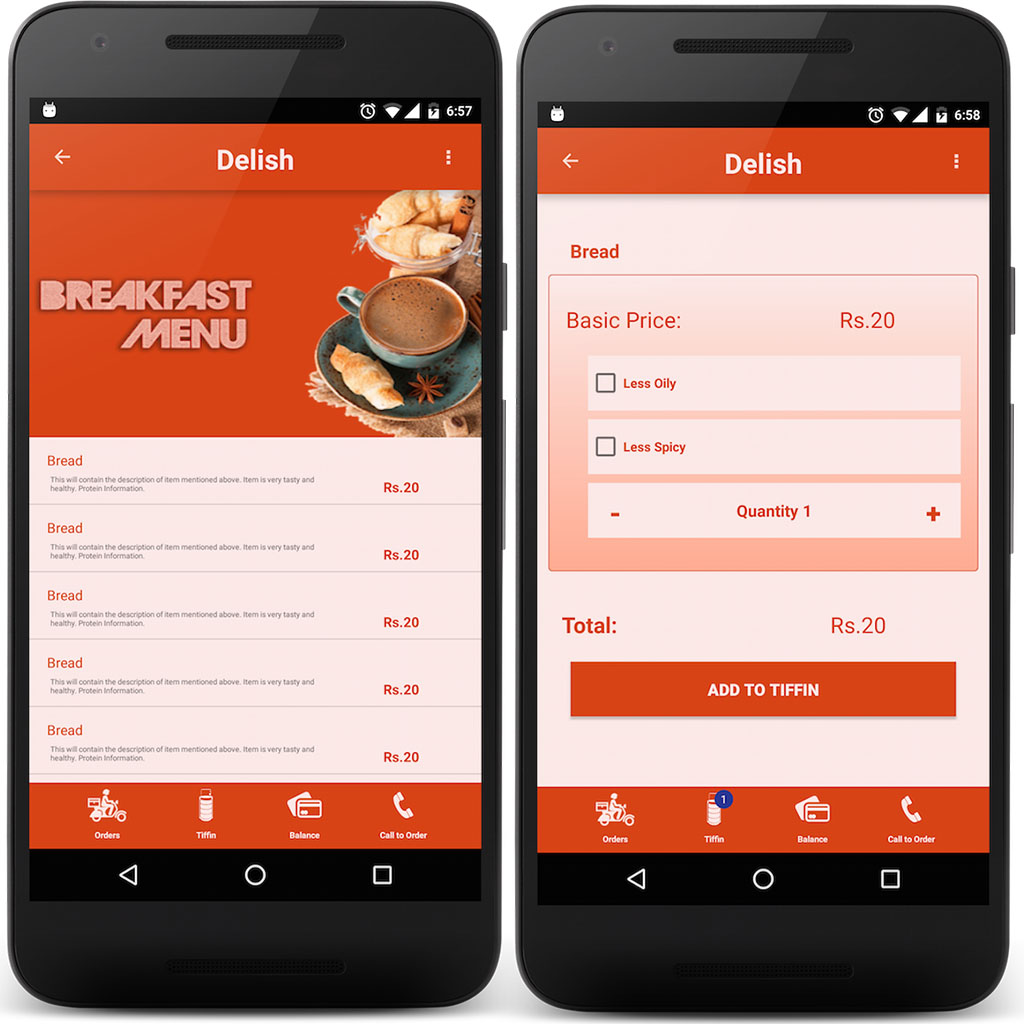 6:57
Delish
BREAKFAST
MENU
Bread
This will contain the description of item mentioned above. Item is very tasty and
healthy. Protein Information.
Rs.20
Bread
This will contain the description of item mentioned above. Item is very tasty and
healthy. Protein Information.
Rs.20
Bread
This will contain the description of item mentioned above. Item is very tasty and
healthy. Protein Information.
Rs.20
Bread
This will contain the description of item mentioned above. Item is very tasty and
healthy. Protein Information.
Rs.20
Bread
This will contain the description of item mentioned above. Item is very tasty and
healthy. Protein Information.
Rs.20
Orders
Tiffin
Balance
Call to Order
6:58
Delish
Bread
Basic Price: Rs.20
Less Oily
Less Spicy
- Quantity 1 +
Total: Rs.20
ADD TO TIFFIN
1
Orders
Tiffin
Balance
Call to Order